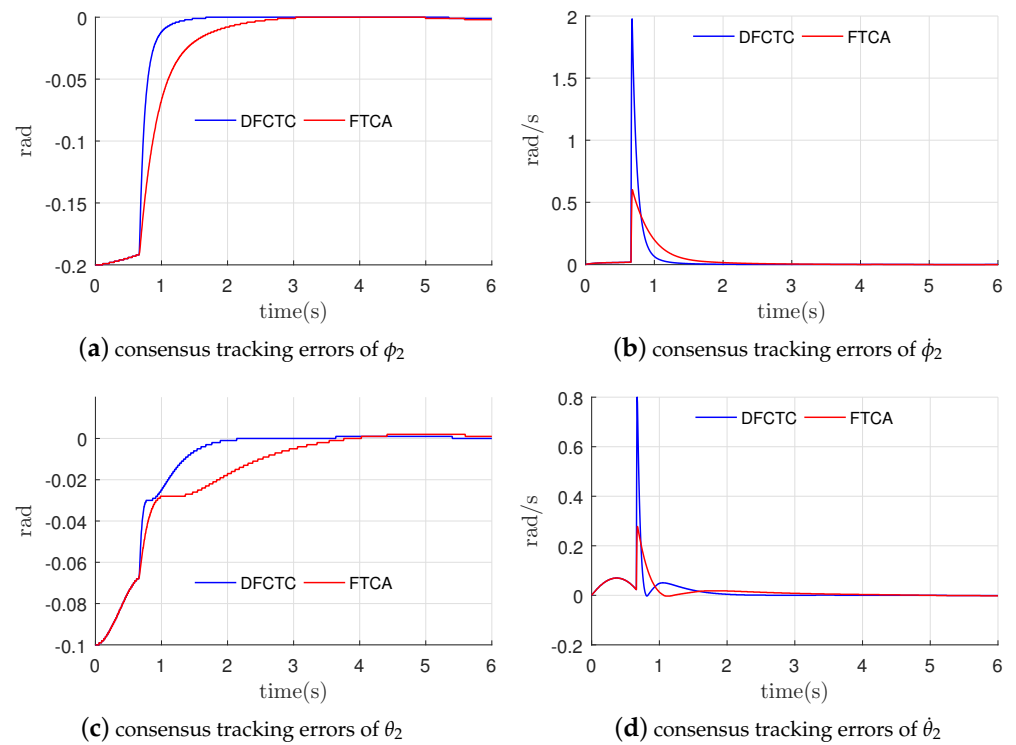 0
-0.05
-0.1
-0.15
-0.2
rad
DFCTC FTCA
0 1 2 3 4 5 6
time(s)
(a) consensus tracking errors of ϕ₂
2
1.5
1
0.5
0
rad/s
DFCTC FTCA
0 1 2 3 4 5 6
time(s)
(b) consensus tracking errors of ϕ̇₂
0
-0.02
-0.04
-0.06
-0.08
-0.1
rad
DFCTC FTCA
0 1 2 3 4 5 6
time(s)
(c) consensus tracking errors of θ₂
0.8
0.6
0.4
0.2
0
-0.2
rad/s
DFCTC FTCA
0 1 2 3 4 5 6
time(s)
(d) consensus tracking errors of θ̇₂